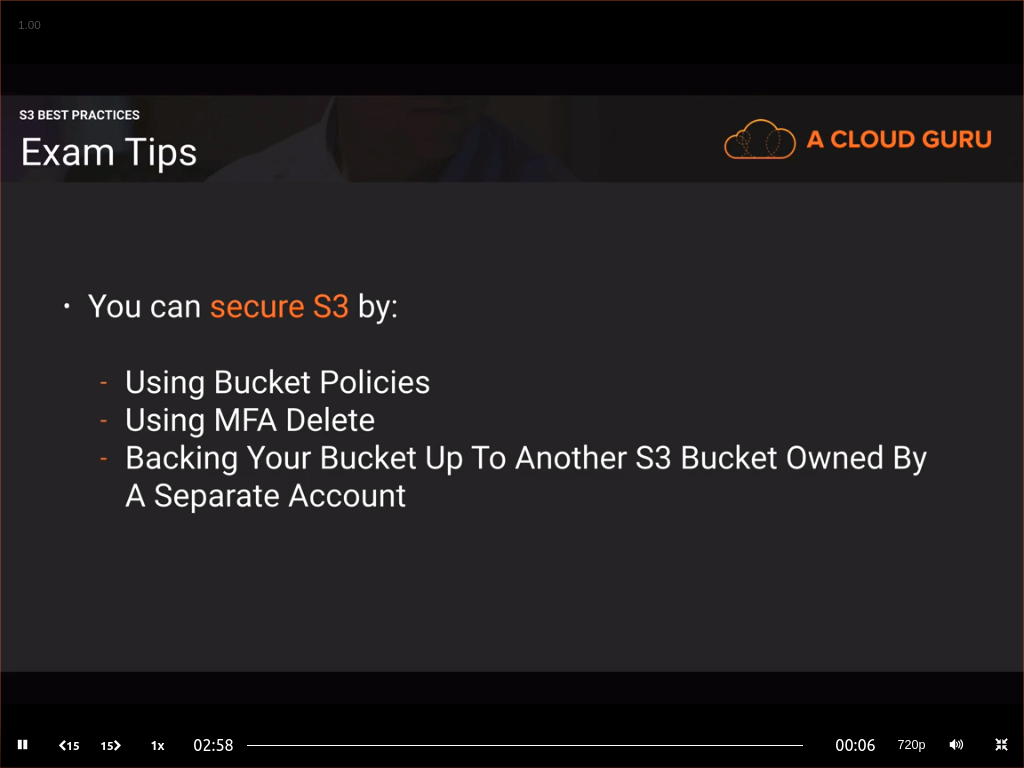 1.00
S3 BEST PRACTICES
Exam Tips
A CLOUD GURU
· You can secure S3 by:
- Using Bucket Policies
- Using MFA Delete
- Backing Your Bucket Up To Another S3 Bucket Owned By
A Separate Account
15 15 1x 02:58 00:06 720p